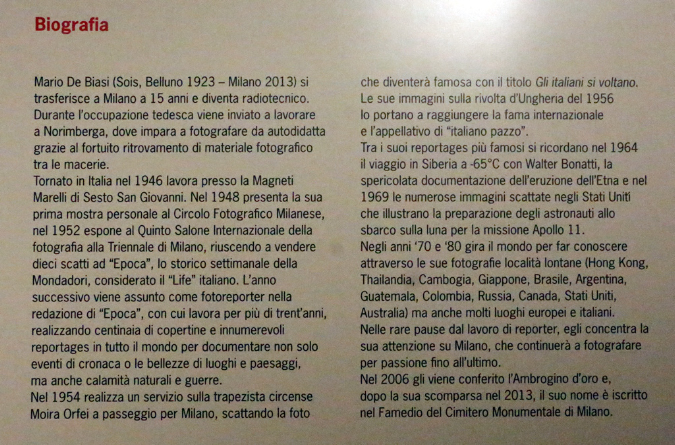 Biografia
Mario De Biasi (Sois, Belluno 1923 – Milano 2013) si
trasferisce a Milano a 15 anni e diventa radiotecnico.
Durante l'occupazione tedesca viene inviato a lavorare
a Norimberga, dove impara a fotografare da autodidatta
grazie al fortuito ritrovamento di materiale fotografico
tra le macerie.
Tornato in Italia nel 1946 lavora presso la Magneti
Marelli di Sesto San Giovanni. Nel 1948 presenta la sua
prima mostra personale al Circolo Fotografico Milanese,
nel 1952 espone al Quinto Salone Internazionale della
fotografia alla Triennale di Milano, riuscendo a vendere
dieci scatti ad “Epoca”, lo storico settimanale della
Mondadori, considerato il “Life” italiano. L'anno
successivo viene assunto come fotoreporter nella
redazione di “Epoca”, con cui lavora per più di trent'anni,
realizzando centinaia di copertine e innumerevoli
reportages in tutto il mondo per documentare non solo
eventi di cronaca o le bellezze di luoghi e paesaggi,
ma anche calamità naturali e guerre.
Nel 1954 realizza un servizio sulla trapezista circense
Moira Orfei a passeggio per Milano, scattando la foto
che diventerà famosa con il titolo Gli italiani si voltano.
Le sue immagini sulla rivolta d'Ungheria del 1956
lo portano a raggiungere la fama internazionale
e l'appellativo di “italiano pazzo”.
Tra i suoi reportages più famosi si ricordano nel 1964
il viaggio in Siberia a -65°C con Walter Bonatti, la
spericolata documentazione dell'eruzione dell'Etna e nel
1969 le numerose immagini scattate negli Stati Uniti
che illustrano la preparazione degli astronauti allo
sbarco sulla luna per la missione Apollo 11.
Negli anni '70 e '80 gira il mondo per far conoscere
attraverso le sue fotografie località lontane (Hong Kong,
Thailandia, Cambogia, Giappone, Brasile, Argentina,
Guatemala, Colombia, Russia, Canada, Stati Uniti,
Australia) ma anche molti luoghi europei e italiani.
Nelle rare pause dal lavoro di reporter, egli concentra la
sua attenzione su Milano, che continuerà a fotografare
per passione fino all'ultimo.
Nel 2006 gli viene conferito l'Ambrogino d'oro e,
dopo la sua scomparsa nel 2013, il suo nome è iscritto
nel Famedio del Cimitero Monumentale di Milano.